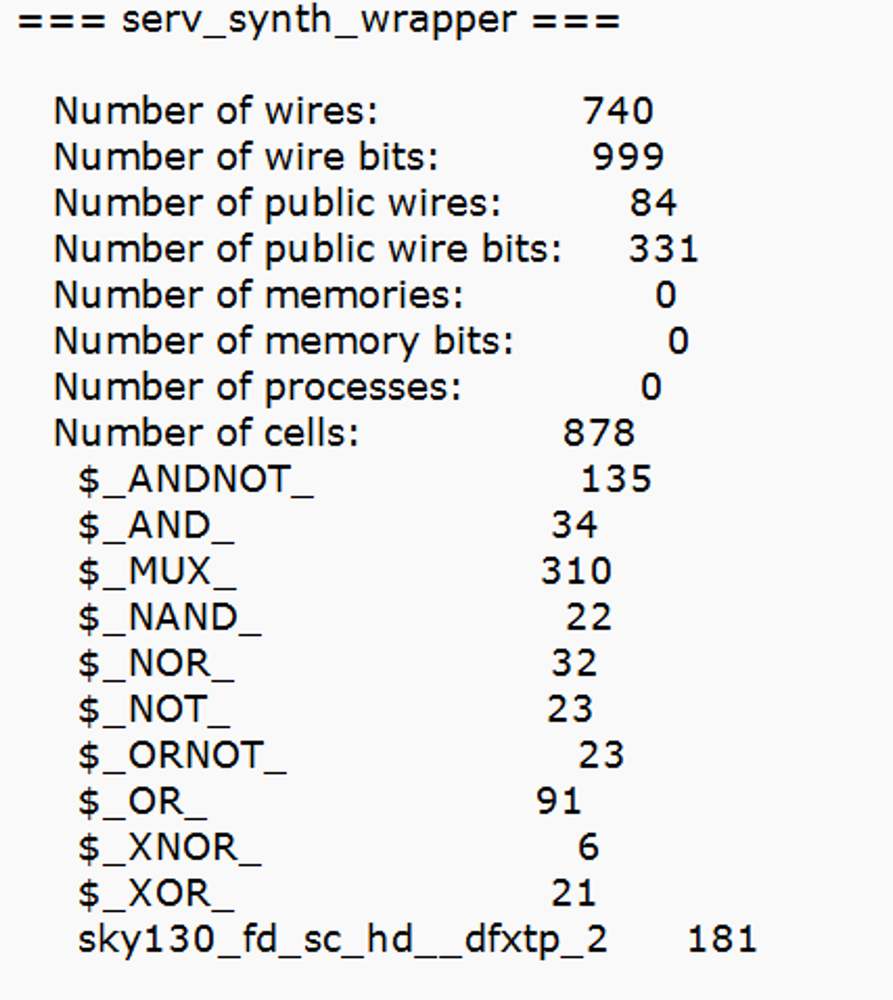 === serv_synth_wrapper ===
Number of wires: 740
Number of wire bits: 999
Number of public wires: 84
Number of public wire bits: 331
Number of memories: 0
Number of memory bits: 0
Number of processes: 0
Number of cells: 878
$_ANDNOT_ 135
$_AND_ 34
$_MUX_ 310
$_NAND_ 22
$_NOR_ 32
$_NOT_ 23
$_ORNOT_ 23
$_OR_ 91
$_XNOR_ 6
$_XOR_ 21
sky130_fd_sc_hd__dfxtp_2 181